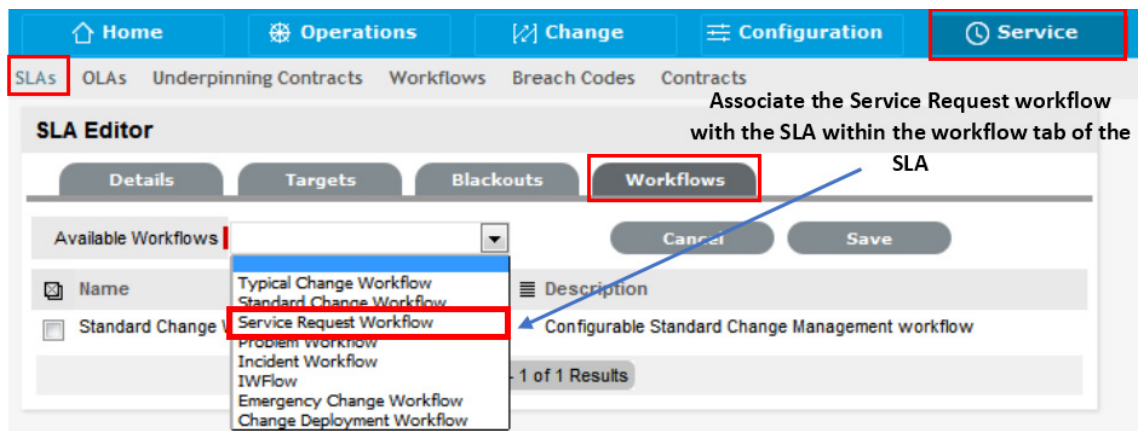 Home Operations Change Configuration Service
SLAs OLAs Underpinning Contracts Workflows Breach Codes Contracts
Associate the Service Request workflow
with the SLA within the workflow tab of the
SLA
SLA Editor
Details Targets Blackouts Workflows
Available Workflows Cancel Save
Name Description
Typical Change Workflow
Standard Change Workflow
Service Request Workflow
Problem Workflow
Incident Workflow
IWFlow
Emergency Change Workflow
Change Deployment Workflow
Standard Change Configurable Standard Change Management workflow
- 1 of 1 Results